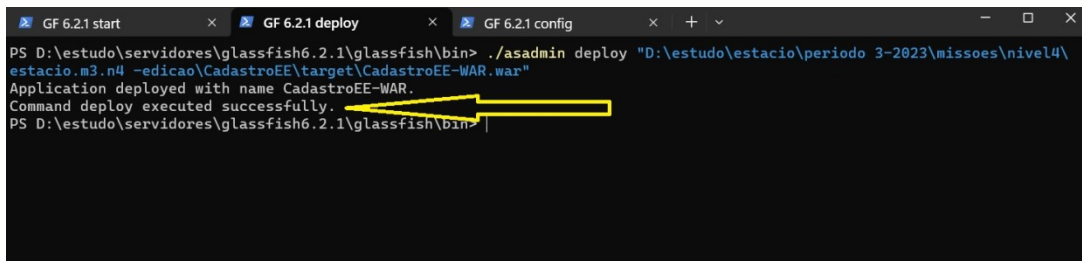 GF 6.2.1 start
GF 6.2.1 deploy
GF 6.2.1 config
PS D:\estudo\servidores\glassfish6.2.1\glassfish\bin> ./asadmin deploy "D:\estudo\estacio\periodo 3-2023\missoes\nivel4\
estacio.m3.n4 -edicao\CadastroEE\target\CadastroEE-WAR.war"
Application deployed with name CadastroEE-WAR.
Command deploy executed successfully.
PS D:\estudo\servidores\glassfish6.2.1\glassfish\bin>